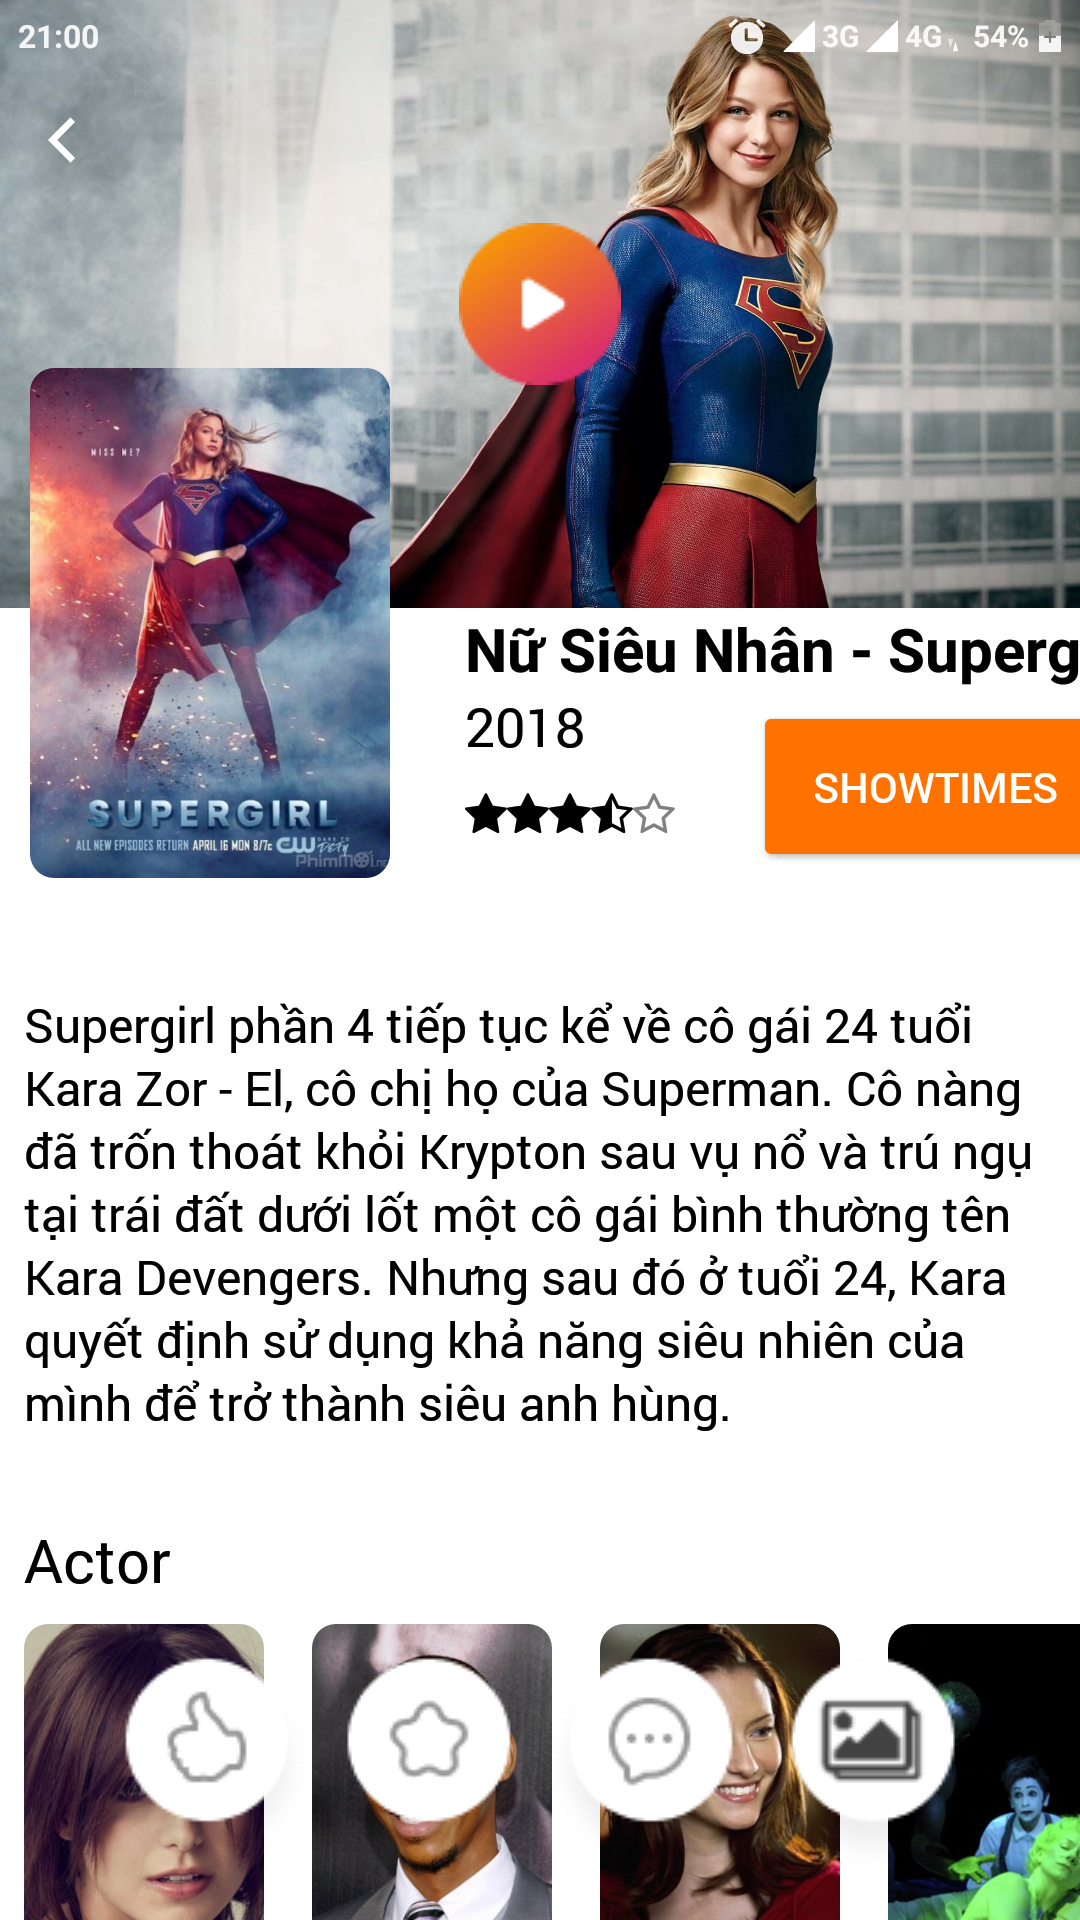 21:00
3G 4G 54%
MISS ME?
SUPERGIRL
ALL NEW EPISODES RETURN APRIL 16 MON 8/7c CW DARE TO DEFY
Nữ Siêu Nhân - Superg
2018
SHOWTIMES
Supergirl phần 4 tiếp tục kể về cô gái 24 tuổi
Kara Zor - El, cô chị họ của Superman. Cô nàng
đã trốn thoát khỏi Krypton sau vụ nổ và trú ngụ
tại trái đất dưới lốt một cô gái bình thường tên
Kara Devengers. Nhưng sau đó ở tuổi 24, Kara
quyết định sử dụng khả năng siêu nhiên của
mình để trở thành siêu anh hùng.
Actor